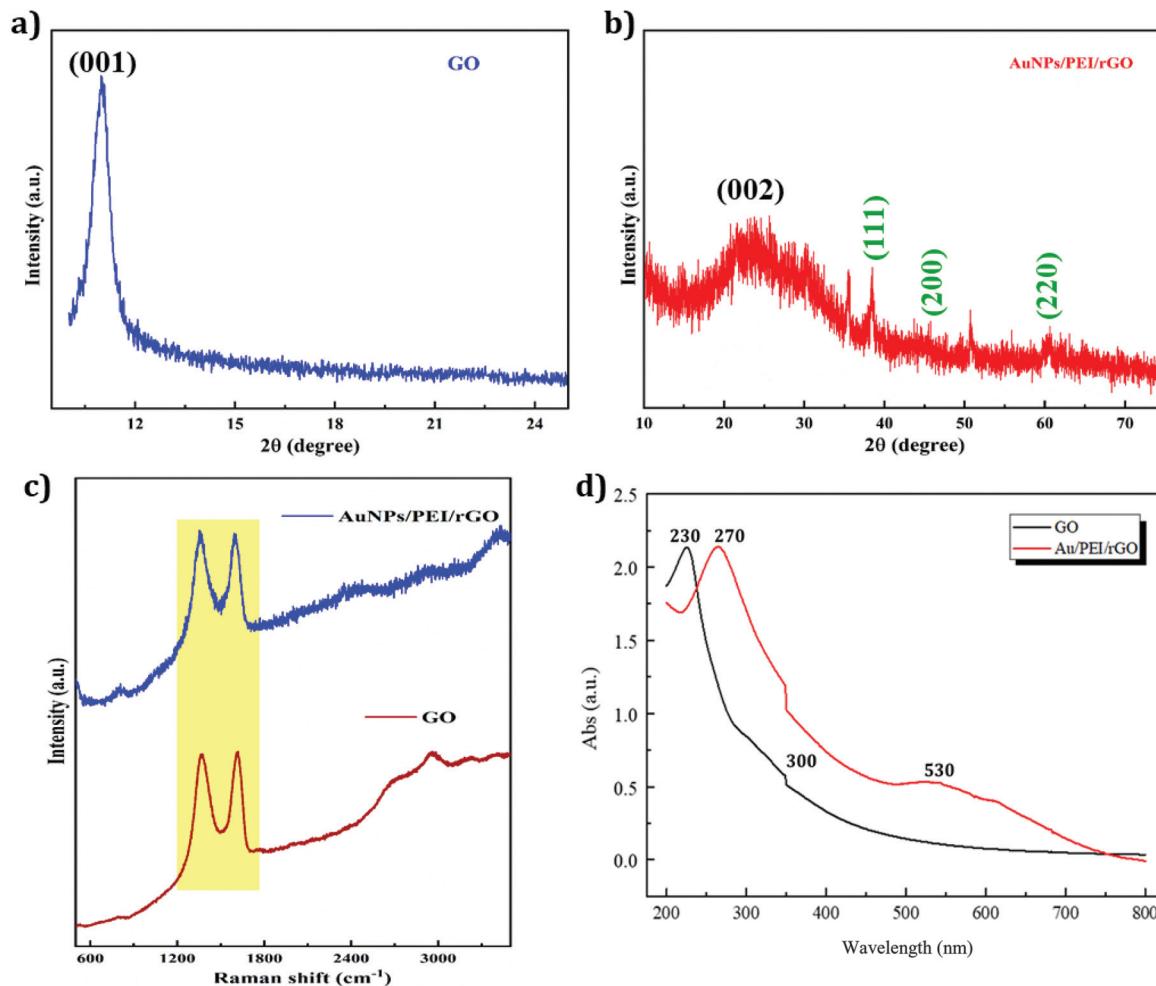 a)
(001)
GO
Intensity (a.u.)
12 15 18 21 24
2θ (degree)
b)
AuNPs/PEI/rGO
(002)
(111)
(200)
(220)
Intensity (a.u.)
10 20 30 40 50 60 70
2θ (degree)
c)
AuNPs/PEI/rGO
GO
Intensity (a.u.)
600 1200 1800 2400 3000
Raman shift (cm⁻¹)
d)
2.5
2.0
1.5
1.0
0.5
0.0
230 270
GO
Au/PEI/rGO
300
530
Abs (a.u.)
200 300 400 500 600 700 800
Wavelength (nm)